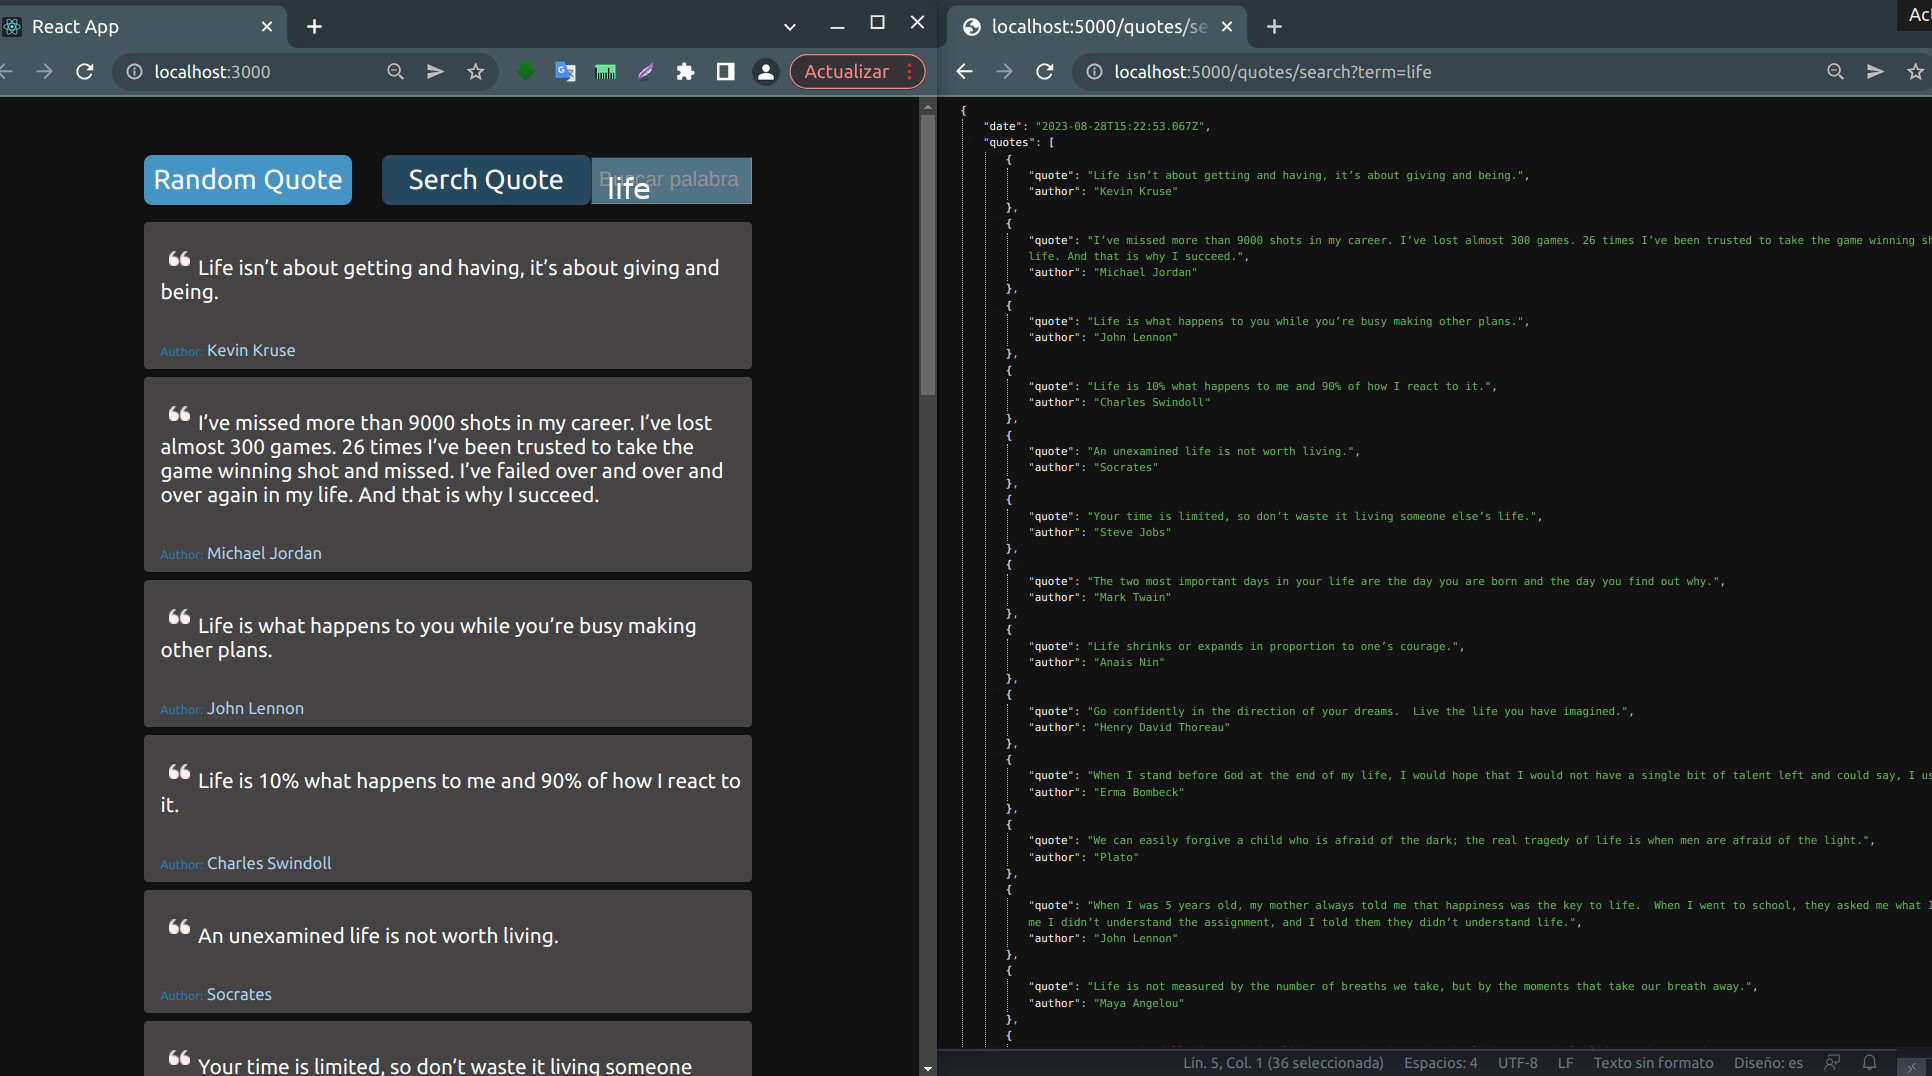 React App
localhost:3000
Actualizar
Random Quote
Serch Quote
Buscar palabra
life
Life isn’t about getting and having, it’s about giving and
being.
Author: Kevin Kruse
I’ve missed more than 9000 shots in my career. I’ve lost
almost 300 games. 26 times I’ve been trusted to take the
game winning shot and missed. I’ve failed over and over and
over again in my life. And that is why I succeed.
Author: Michael Jordan
Life is what happens to you while you’re busy making
other plans.
Author: John Lennon
Life is 10% what happens to me and 90% of how I react to
it.
Author: Charles Swindoll
An unexamined life is not worth living.
Author: Socrates
Your time is limited, so don’t waste it living someone
localhost:5000/quotes/se
Ac
localhost:5000/quotes/search?term=life
{
"date": "2023-08-28T15:22:53.067Z",
"quotes": [
{
"quote": "Life isn’t about getting and having, it’s about giving and being.",
"author": "Kevin Kruse"
},
{
"quote": "I’ve missed more than 9000 shots in my career. I’ve lost almost 300 games. 26 times I’ve been trusted to take the game winning sh
life. And that is why I succeed.",
"author": "Michael Jordan"
},
{
"quote": "Life is what happens to you while you’re busy making other plans.",
"author": "John Lennon"
},
{
"quote": "Life is 10% what happens to me and 90% of how I react to it.",
"author": "Charles Swindoll"
},
{
"quote": "An unexamined life is not worth living.",
"author": "Socrates"
},
{
"quote": "Your time is limited, so don’t waste it living someone else’s life.",
"author": "Steve Jobs"
},
{
"quote": "The two most important days in your life are the day you are born and the day you find out why.",
"author": "Mark Twain"
},
{
"quote": "Life shrinks or expands in proportion to one’s courage.",
"author": "Anais Nin"
},
{
"quote": "Go confidently in the direction of your dreams.  Live the life you have imagined.",
"author": "Henry David Thoreau"
},
{
"quote": "When I stand before God at the end of my life, I would hope that I would not have a single bit of talent left and could say, I us
"author": "Erma Bombeck"
},
{
"quote": "We can easily forgive a child who is afraid of the dark; the real tragedy of life is when men are afraid of the light.",
"author": "Plato"
},
{
"quote": "When I was 5 years old, my mother always told me that happiness was the key to life.  When I went to school, they asked me what I
me I didn’t understand the assignment, and I told them they didn’t understand life.",
"author": "John Lennon"
},
{
"quote": "Life is not measured by the number of breaths we take, but by the moments that take our breath away.",
"author": "Maya Angelou"
},
{
Lín. 5, Col. 1 (36 seleccionada) Espacios: 4 UTF-8 LF Texto sin formato Diseño: es